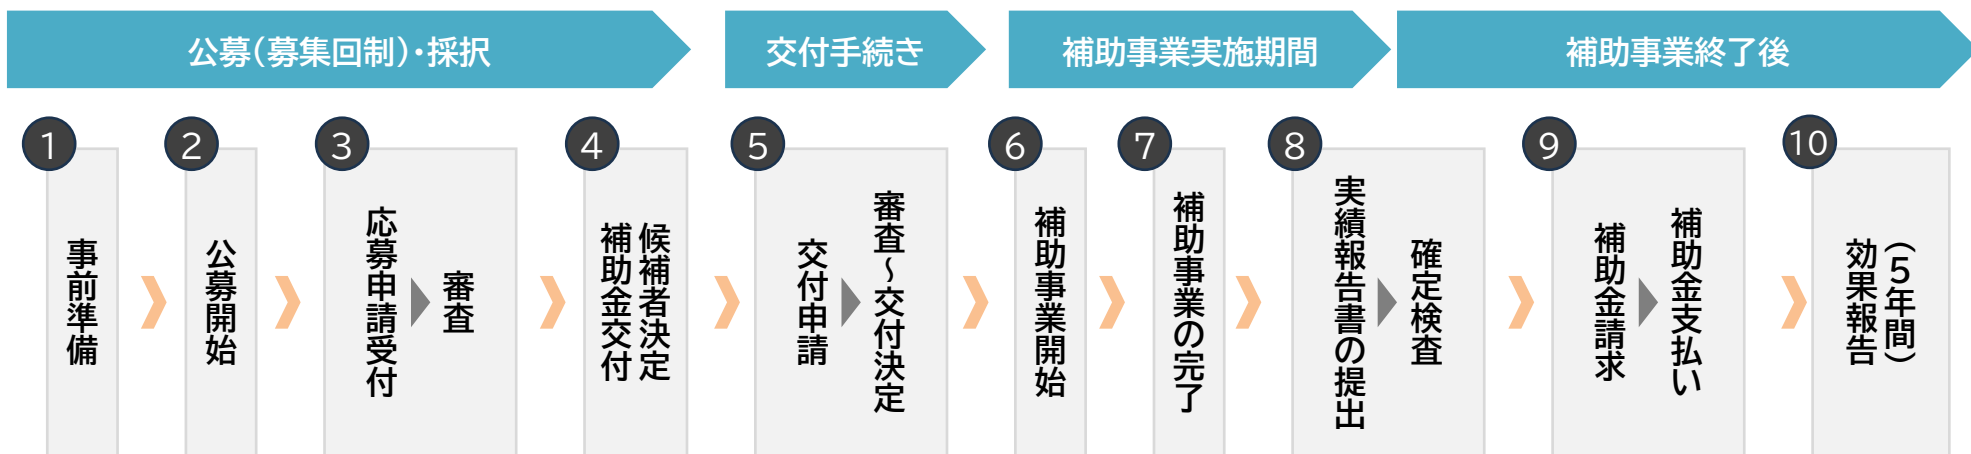 公募(募集回制)・採択
交付手続き
補助事業実施期間
補助事業終了後
1
事前準備
2
公募開始
3
応募申請受付
審査
4
補助金交付
候補者決定
5
交付申請
審査~交付決定
6
補助事業開始
7
補助事業の完了
8
実績報告書の提出
確定検査
9
補助金請求
補助金支払い
10
(5年間)
効果報告